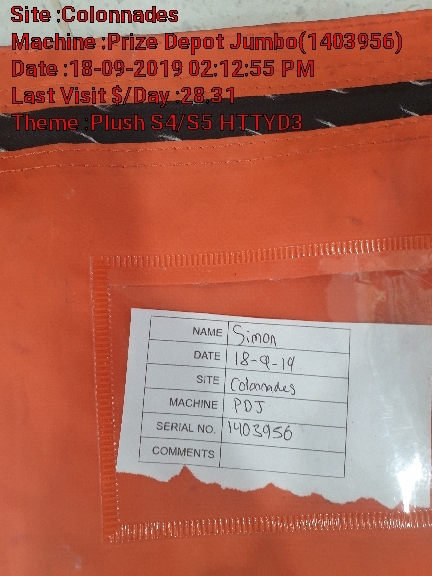 Site :Colonnades
Machine :Prize Depot Jumbo(1403956)
Date :18-09-2019 02:12:55 PM
Last Visit $/Day :28.31
Theme :Plush S4/S5 HTTYD3
NAME Simon
DATE 18-9-19
SITE Colonnades
MACHINE PDJ
SERIAL NO. 1403956
COMMENTS